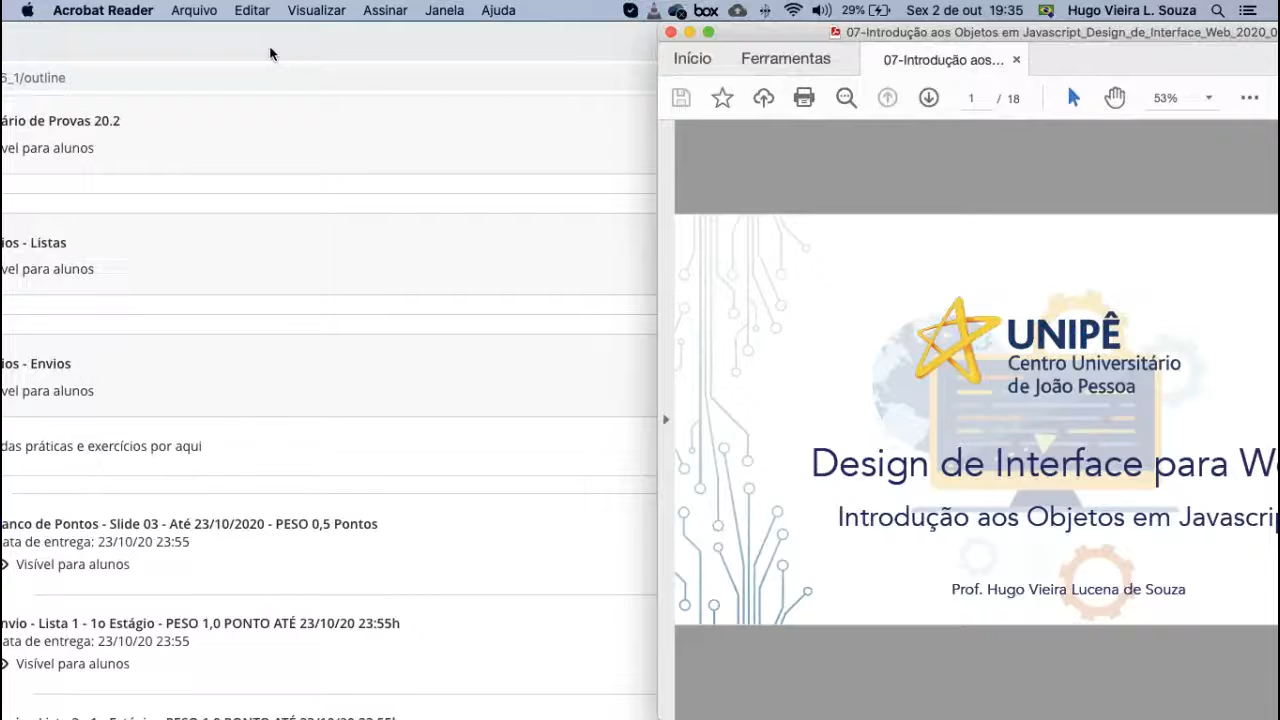 Acrobat Reader Arquivo Editar Visualizar Assinar Janela Ajuda box 29% Sex 2 de out 19:35 Hugo Vieira L. Souza
07-Introdução aos Objetos em Javascript_Design_de_Interface_Web_2020_0
Início Ferramentas 07-Introdução aos... ×
1 / 18 53%
5_1/outline
ário de Provas 20.2
ível para alunos
ios - Listas
vel para alunos
ios - Envios
vel para alunos
das práticas e exercícios por aqui
anco de Pontos - Slide 03 - Até 23/10/2020 - PESO 0,5 Pontos
ata de entrega: 23/10/20 23:55
Visível para alunos
nvio - Lista 1 - 1o Estágio - PESO 1,0 PONTO ATÉ 23/10/20 23:55h
ata de entrega: 23/10/20 23:55
Visível para alunos
UNIPÊ
Centro Universitário
de João Pessoa
Design de Interface para W
Introdução aos Objetos em Javascri
Prof. Hugo Vieira Lucena de Souza